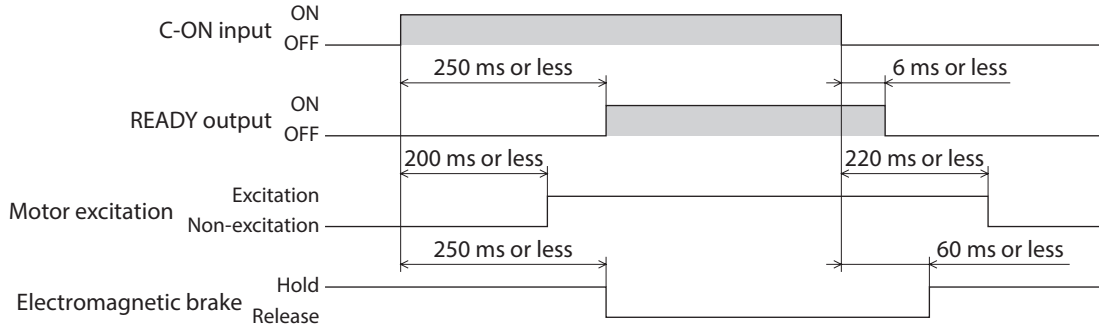 ON
C-ON input
OFF
250 ms or less
6 ms or less
ON
READY output
OFF
200 ms or less
220 ms or less
Excitation
Motor excitation
Non-excitation
250 ms or less
60 ms or less
Hold
Electromagnetic brake
Release